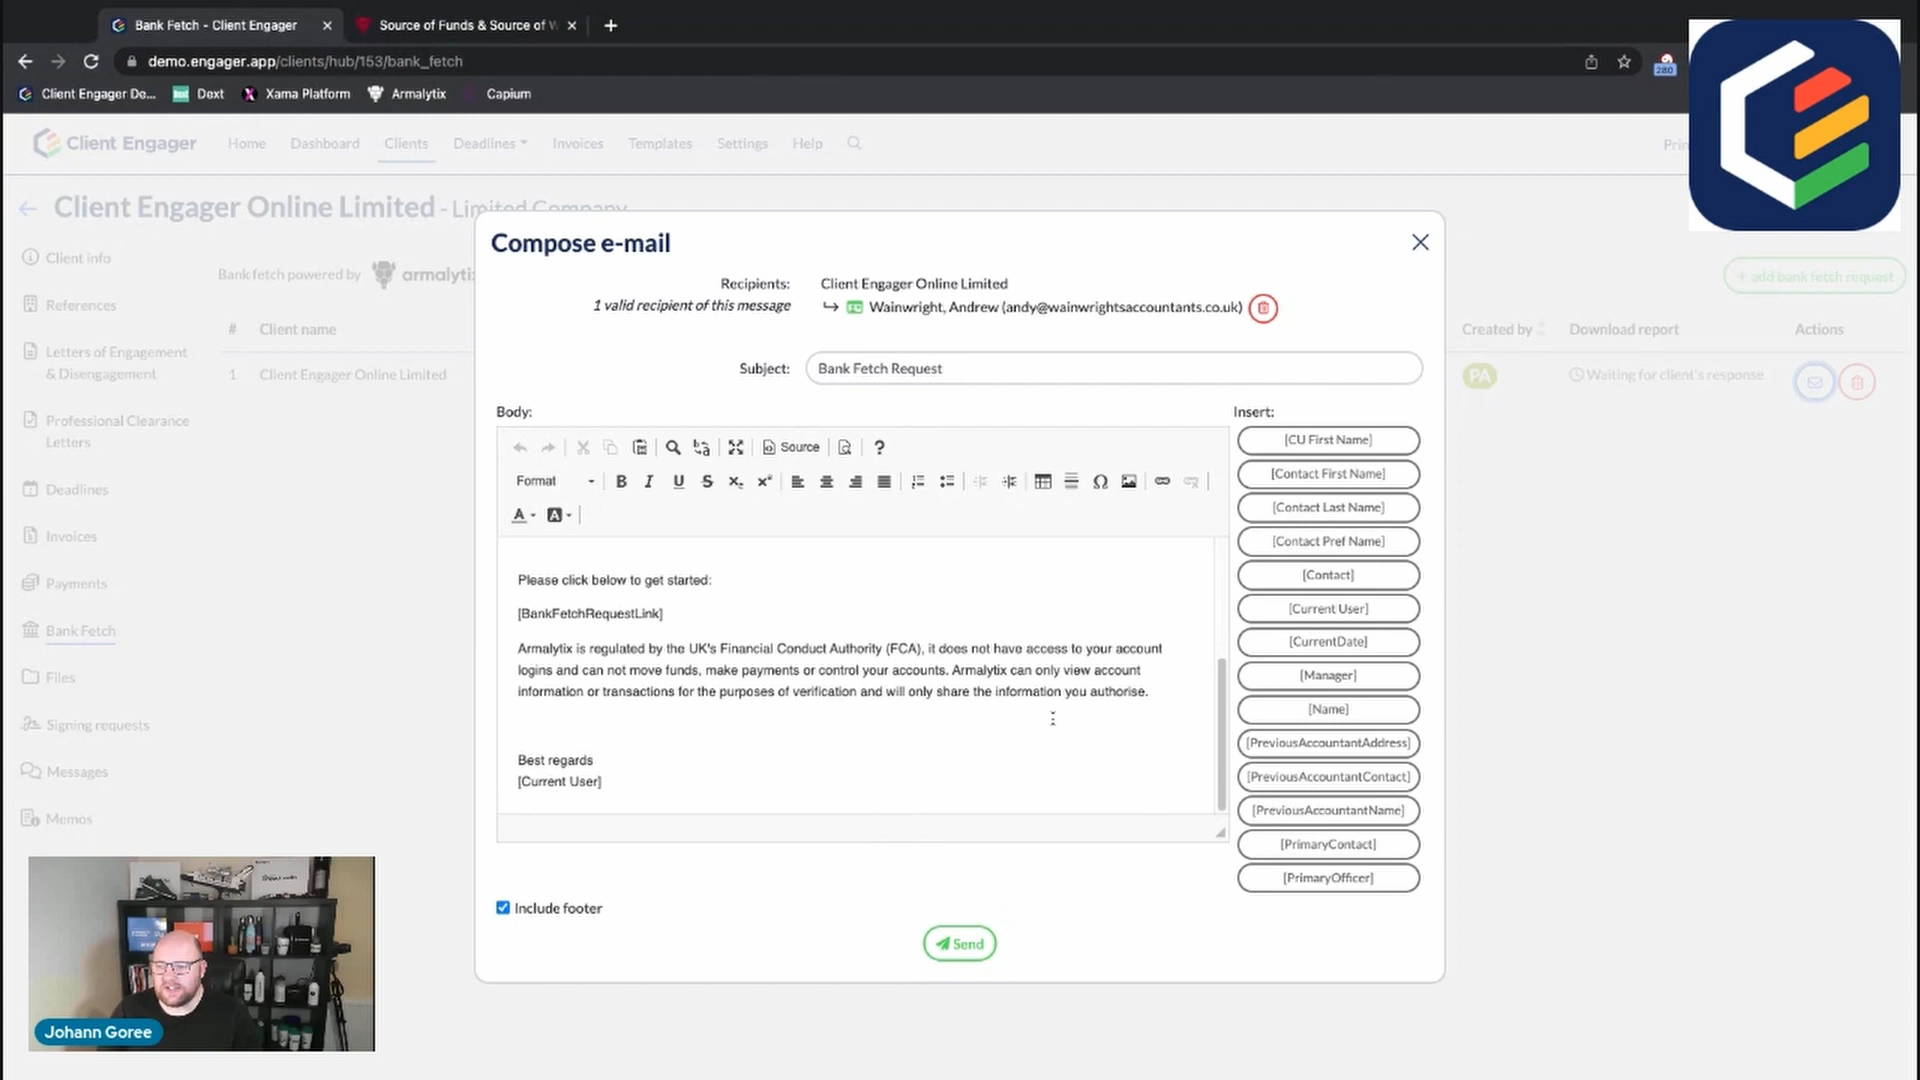 Bank Fetch - Client Engager
Source of Funds & Source of W
demo.engager.app/clients/hub/153/bank_fetch
280
Client Engager De...
Dext
Xama Platform
Armalytix
Capium
Client Engager
Home
Dashboard
Clients
Deadlines
Invoices
Templates
Settings
Help
Client Engager Online Limited - Limited Company
Client info
References
Letters of Engagement
& Disengagement
Professional Clearance
Letters
Deadlines
Invoices
Payments
Bank Fetch
Files
Signing requests
Messages
Memos
Bank fetch powered by armalytix
+ add bank fetch request
# Client name
Created by
Download report
Actions
1 Client Engager Online Limited
PA
Waiting for client's response
Compose e-mail
Recipients: Client Engager Online Limited
1 valid recipient of this message
Wainwright, Andrew (andy@wainwrightsaccountants.co.uk)
Subject: Bank Fetch Request
Body:
Insert:
Source
?
Format
B I U S
Please click below to get started:
[BankFetchRequestLink]
Armalytix is regulated by the UK's Financial Conduct Authority (FCA), it does not have access to your account
logins and can not move funds, make payments or control your accounts. Armalytix can only view account
information or transactions for the purposes of verification and will only share the information you authorise.
Best regards
[Current User]
[CU First Name]
[Contact First Name]
[Contact Last Name]
[Contact Pref Name]
[Contact]
[Current User]
[CurrentDate]
[Manager]
[Name]
[PreviousAccountantAddress]
[PreviousAccountantContact]
[PreviousAccountantName]
[PrimaryContact]
[PrimaryOfficer]
Include footer
Send
Johann Goree